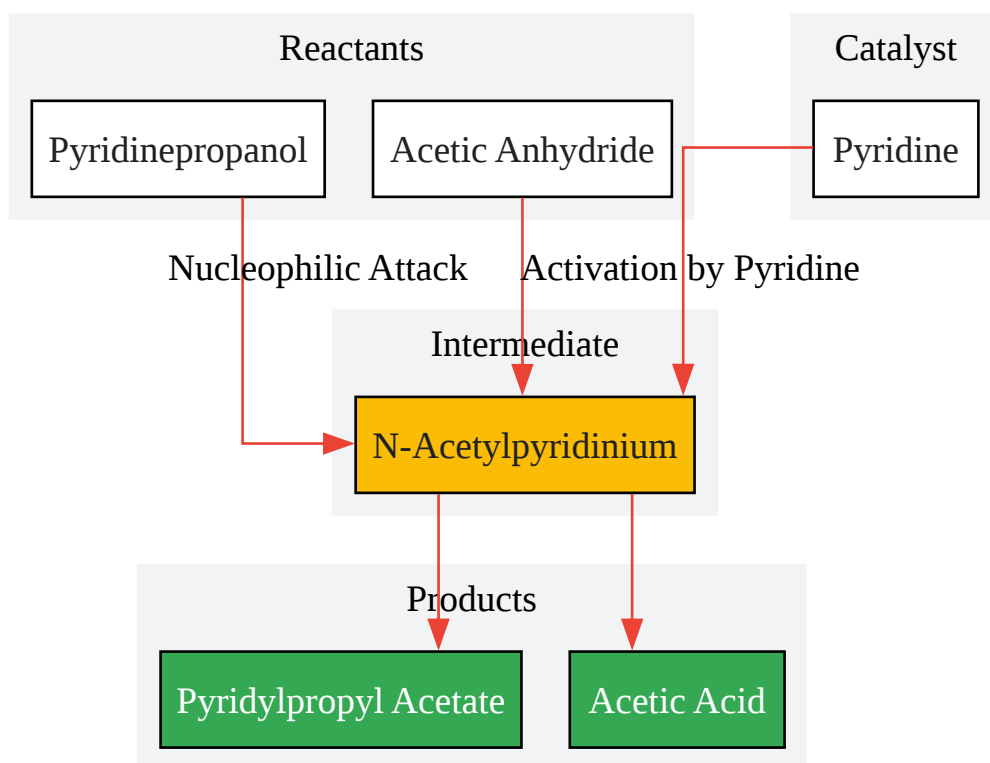 Reactants
Catalyst
Pyridinepropanol
Acetic Anhydride
Pyridine
Nucleophilic Attack
Activation by Pyridine
Intermediate
N-Acetylpyridinium
Products
Pyridylpropyl Acetate
Acetic Acid